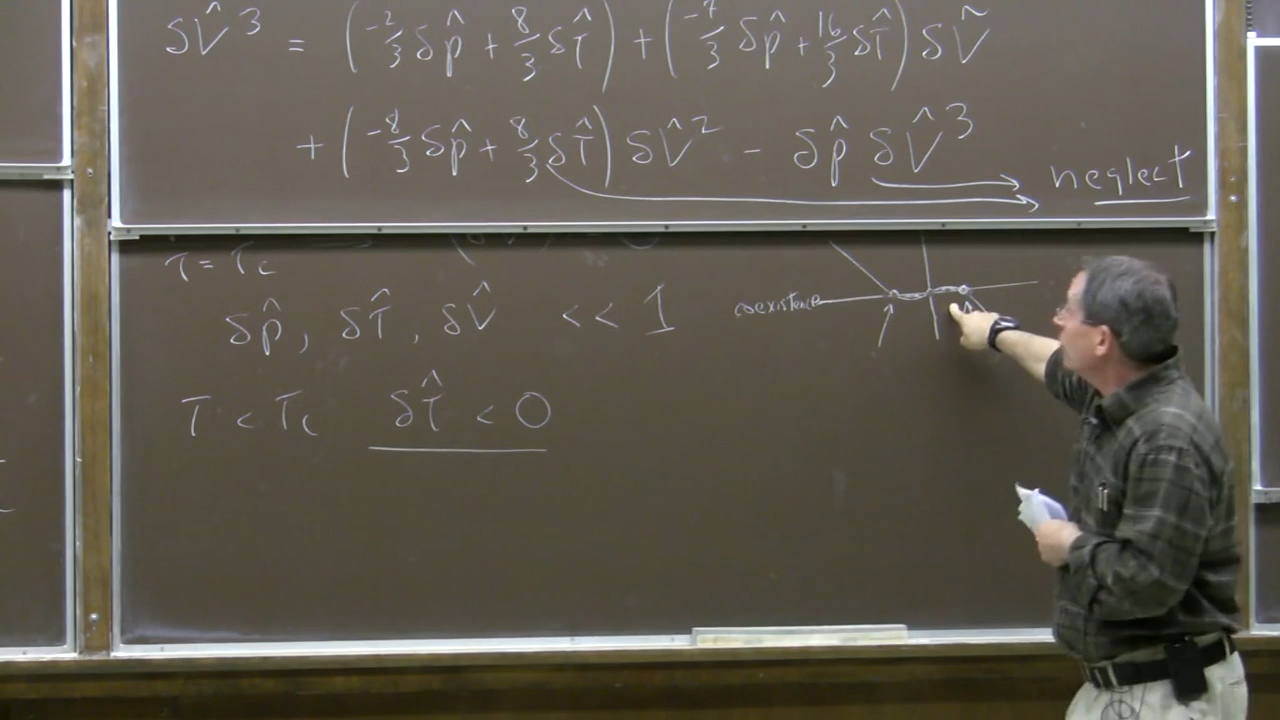 δV̂³ = (-2/3 δp̂ + 8/3 δT̂) + (-7/3 δp̂ + 16/3 δT̂) δṼ
+ (-8/3 δp̂ + 8/3 δT̂) δV̂² - δp̂ δV̂³
neglect
T = Tc
coexistence
δp̂, δT̂, δV̂ << 1
T < Tc δT̂ < 0